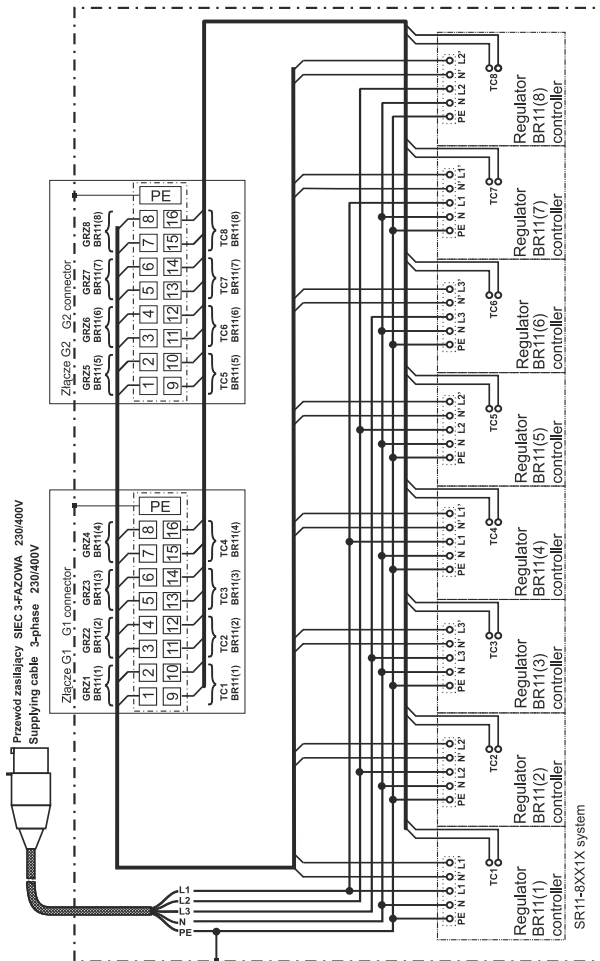 Przewód zasilający SIEC 3-FAZOWA 230/400V
Supplying cable 3-phase 230/400V
Złącze G1 G1 connector
GRZ1 GRZ2 GRZ3 GRZ4
BR11(1) BR11(2) BR11(3) BR11(4)
1 2 3 4 5 6 7 8 PE
9 10 11 12 13 14 15 16
TC1 TC2 TC3 TC4
BR11(1) BR11(2) BR11(3) BR11(4)
Złącze G2 G2 connector
GRZ5 GRZ6 GRZ7 GRZ8
BR11(5) BR11(6) BR11(7) BR11(8)
1 2 3 4 5 6 7 8 PE
9 10 11 12 13 14 15 16
TC5 TC6 TC7 TC8
BR11(5) BR11(6) BR11(7) BR11(8)
L1
L2
L3
N
PE
PE N L1 N' L1'
TC1
Regulator
BR11(1)
controller
PE N L2 N' L2'
TC2
Regulator
BR11(2)
controller
PE N L3 N' L3'
TC3
Regulator
BR11(3)
controller
PE N L1 N' L1'
TC4
Regulator
BR11(4)
controller
PE N L2 N' L2'
TC5
Regulator
BR11(5)
controller
PE N L3 N' L3'
TC6
Regulator
BR11(6)
controller
PE N L1 N' L1'
TC7
Regulator
BR11(7)
controller
PE N L2 N' L2'
TC8
Regulator
BR11(8)
controller
SR11-8XX1X system